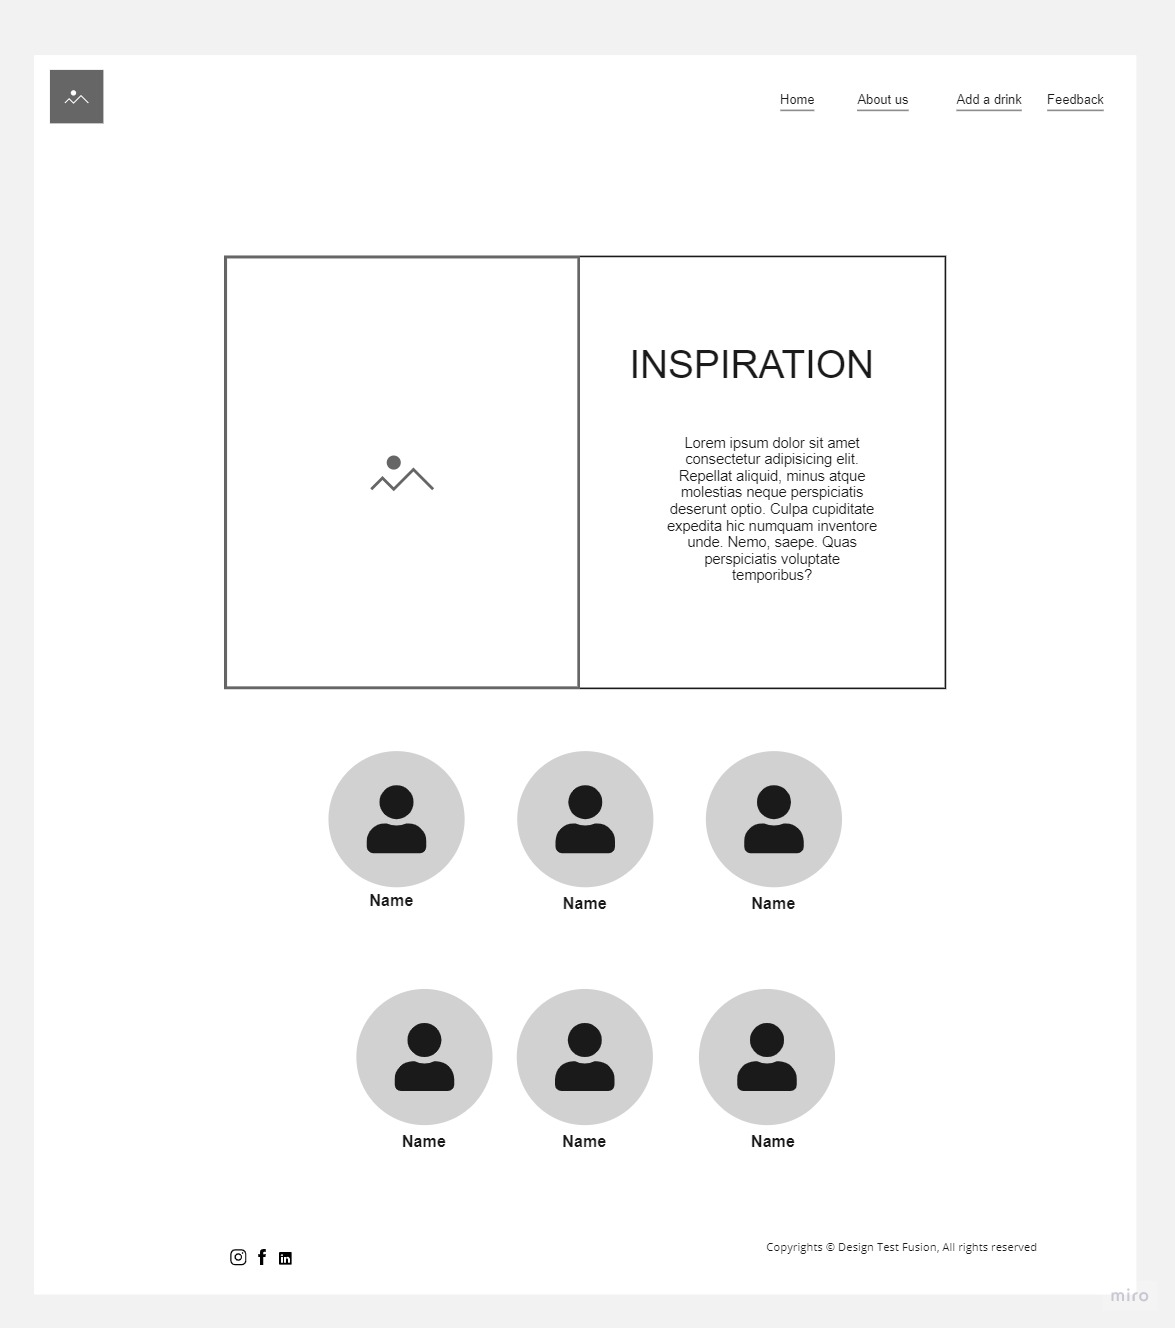 Home About us Add a drink Feedback
INSPIRATION
Lorem ipsum dolor sit amet
consectetur adipisicing elit.
Repellat aliquid, minus atque
molestias neque perspiciatis
deserunt optio. Culpa cupiditate
expedita hic numquam inventore
unde. Nemo, saepe. Quas
perspiciatis voluptate
temporibus?
Name Name Name
Name Name Name
Copyrights © Design Test Fusion, All rights reserved
miro